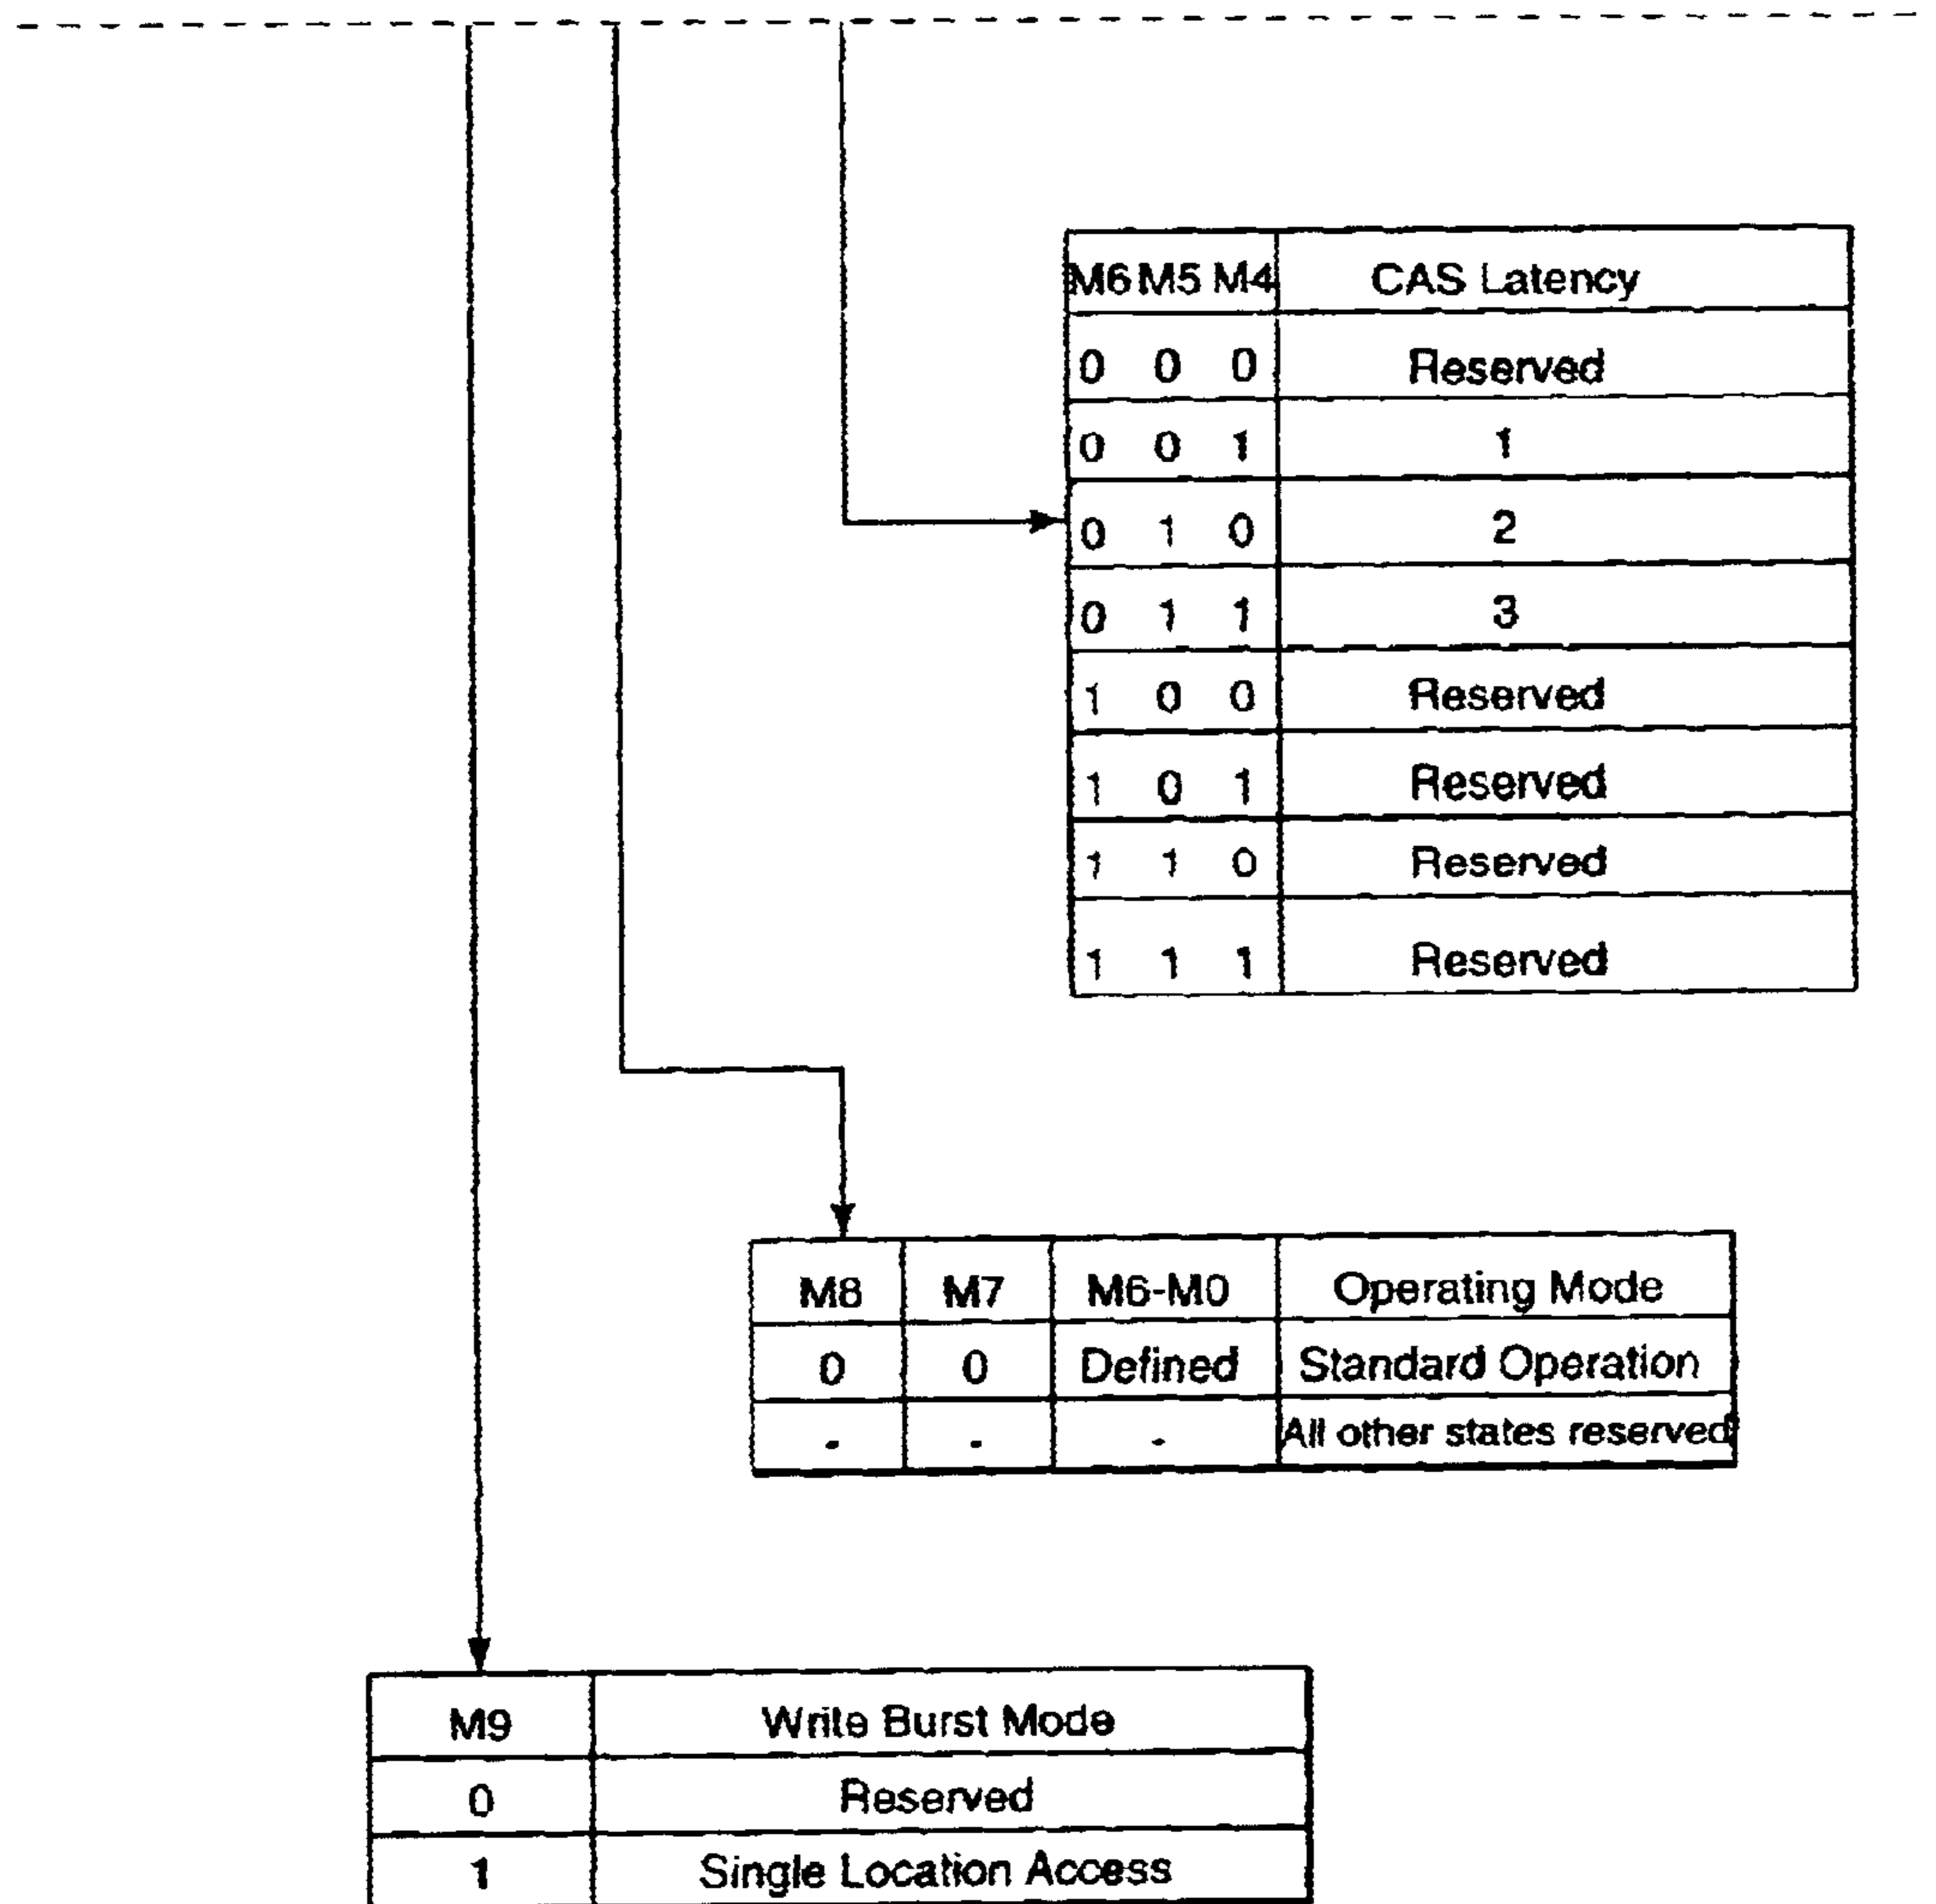 M6 M5 M4 CAS Latency
0 0 0 Reserved
0 0 1 1
0 1 0 2
0 1 1 3
1 0 0 Reserved
1 0 1 Reserved
1 1 0 Reserved
1 1 1 Reserved
M8 M7 M6-M0 Operating Mode
0 0 Defined Standard Operation
- - - All other states reserved
M9 Write Burst Mode
0 Reserved
1 Single Location Access